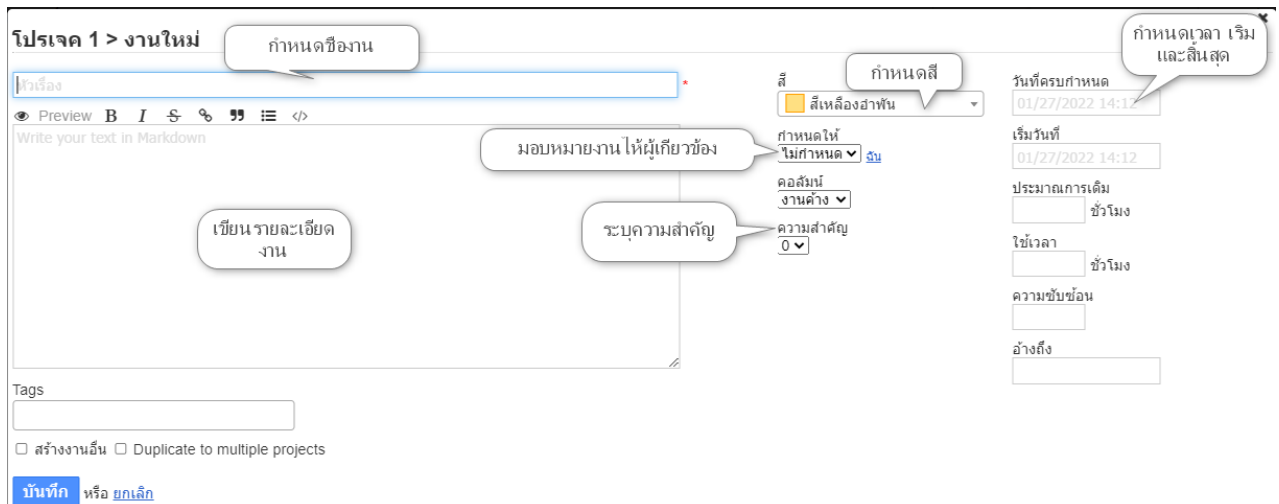 โปรเจค 1 > งานใหม่
กำหนดชื่องาน
หัวเรื่อง
*
Preview B I S
Write your text in Markdown
เขียนรายละเอียด
งาน
Tags
สร้างงานอื่น Duplicate to multiple projects
บันทึก หรือ ยกเลิก
สี
กำหนดสี
สีเหลืองอำพัน
มอบหมายงานให้ผู้เกี่ยวข้อง
กำหนดให้
ไม่กำหนด ฉัน
คอลัมน์
งานค้าง
ระบุความสำคัญ
ความสำคัญ
0
กำหนดเวลา เริ่ม
และสิ้นสุด
วันที่ครบกำหนด
01/27/2022 14:12
เริ่มวันที่
01/27/2022 14:12
ประมาณการเดิม
ชั่วโมง
ใช้เวลา
ชั่วโมง
ความซับซ้อน
อ้างถึง